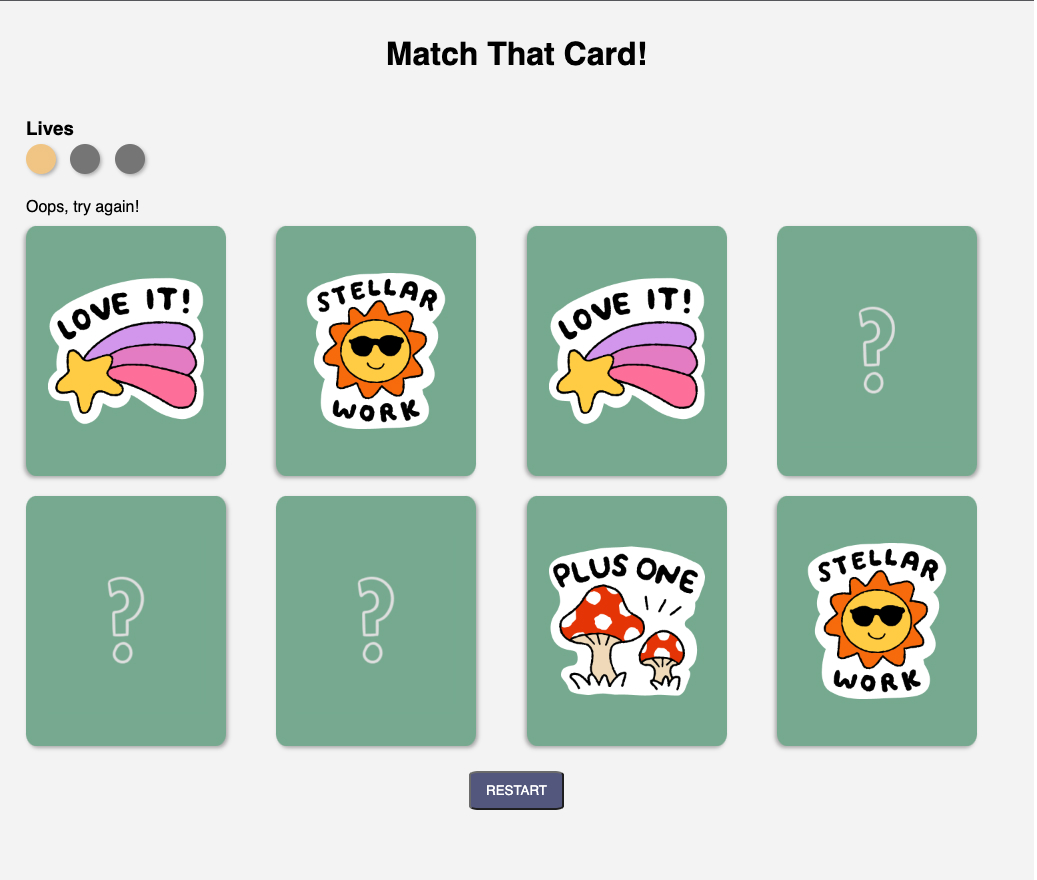 Match That Card!
Lives
Oops, try again!
LOVE IT!
STELLAR
WORK
LOVE IT!
?
?
?
PLUS ONE
STELLAR
WORK
RESTART